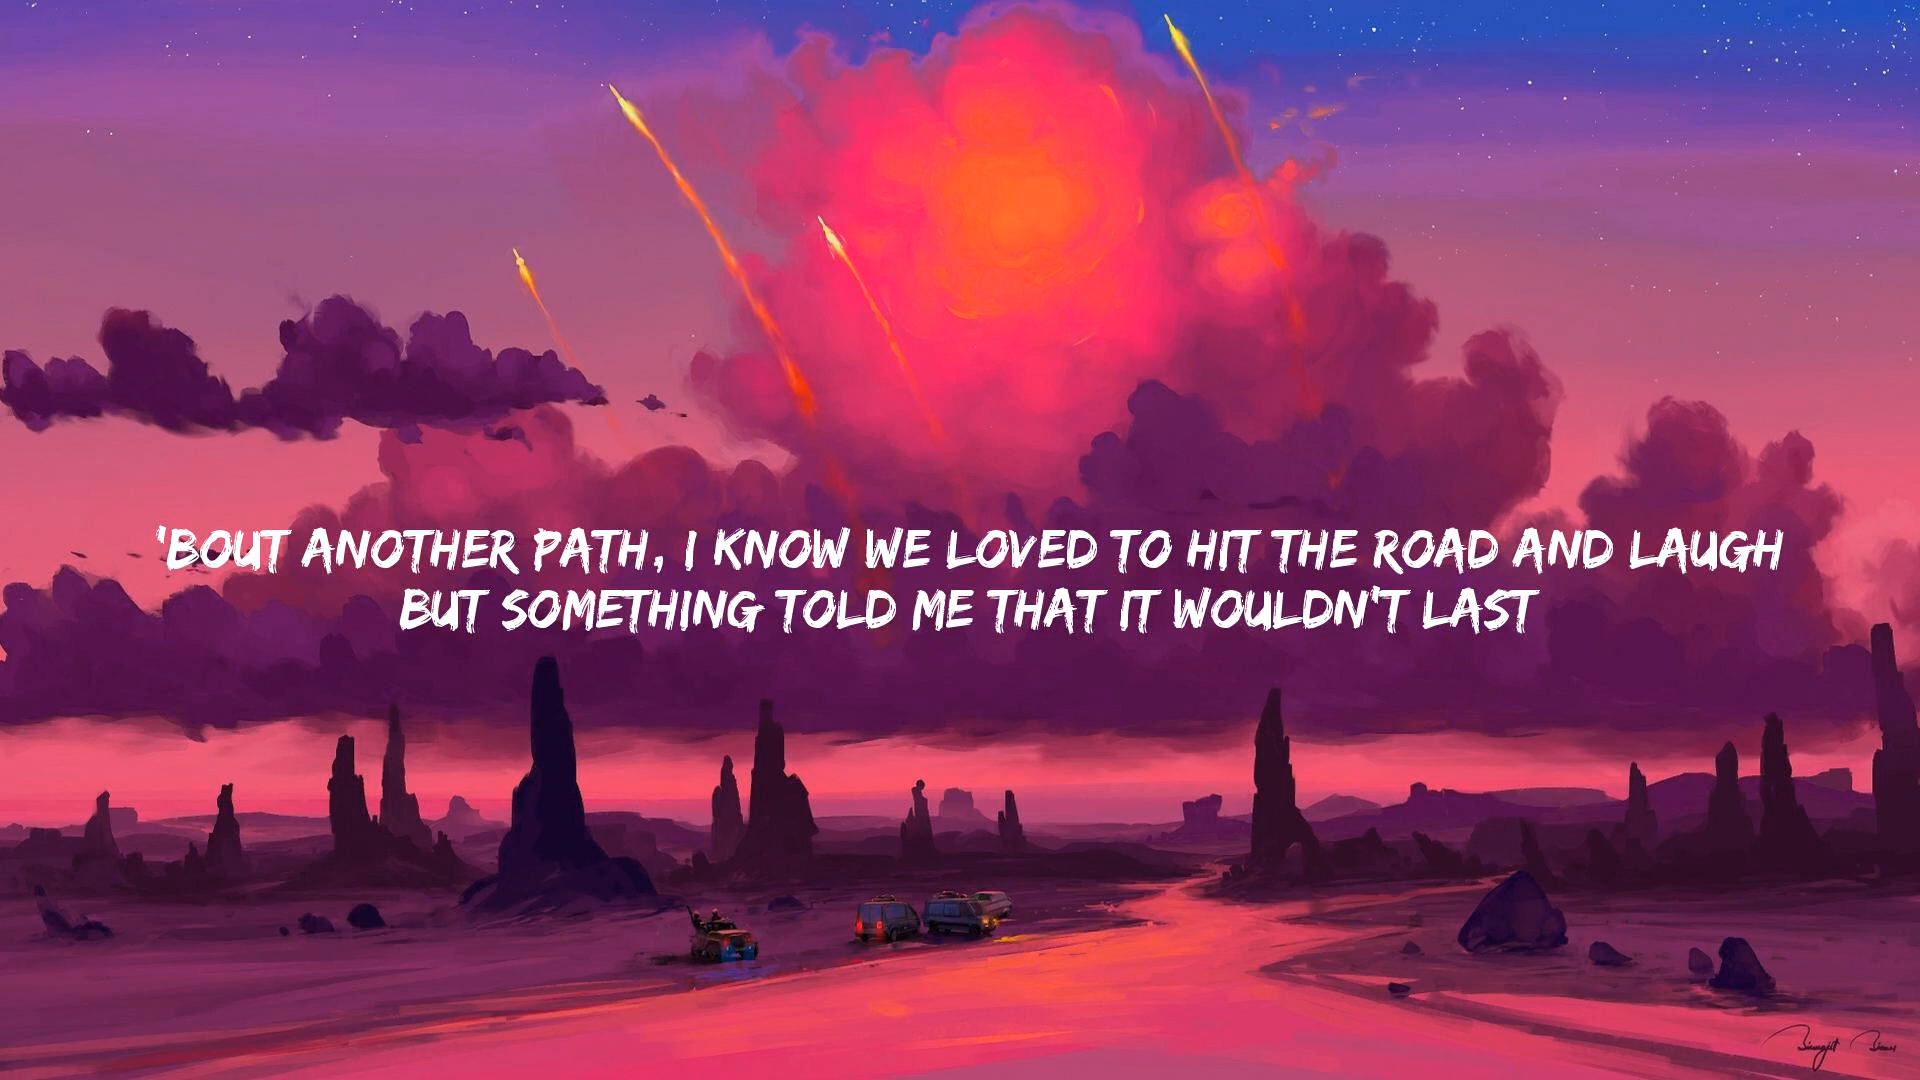 'BOUT ANOTHER PATH, I KNOW WE LOVED TO HIT THE ROAD AND LAUGH
BUT SOMETHING TOLD ME THAT IT WOULDN'T LAST